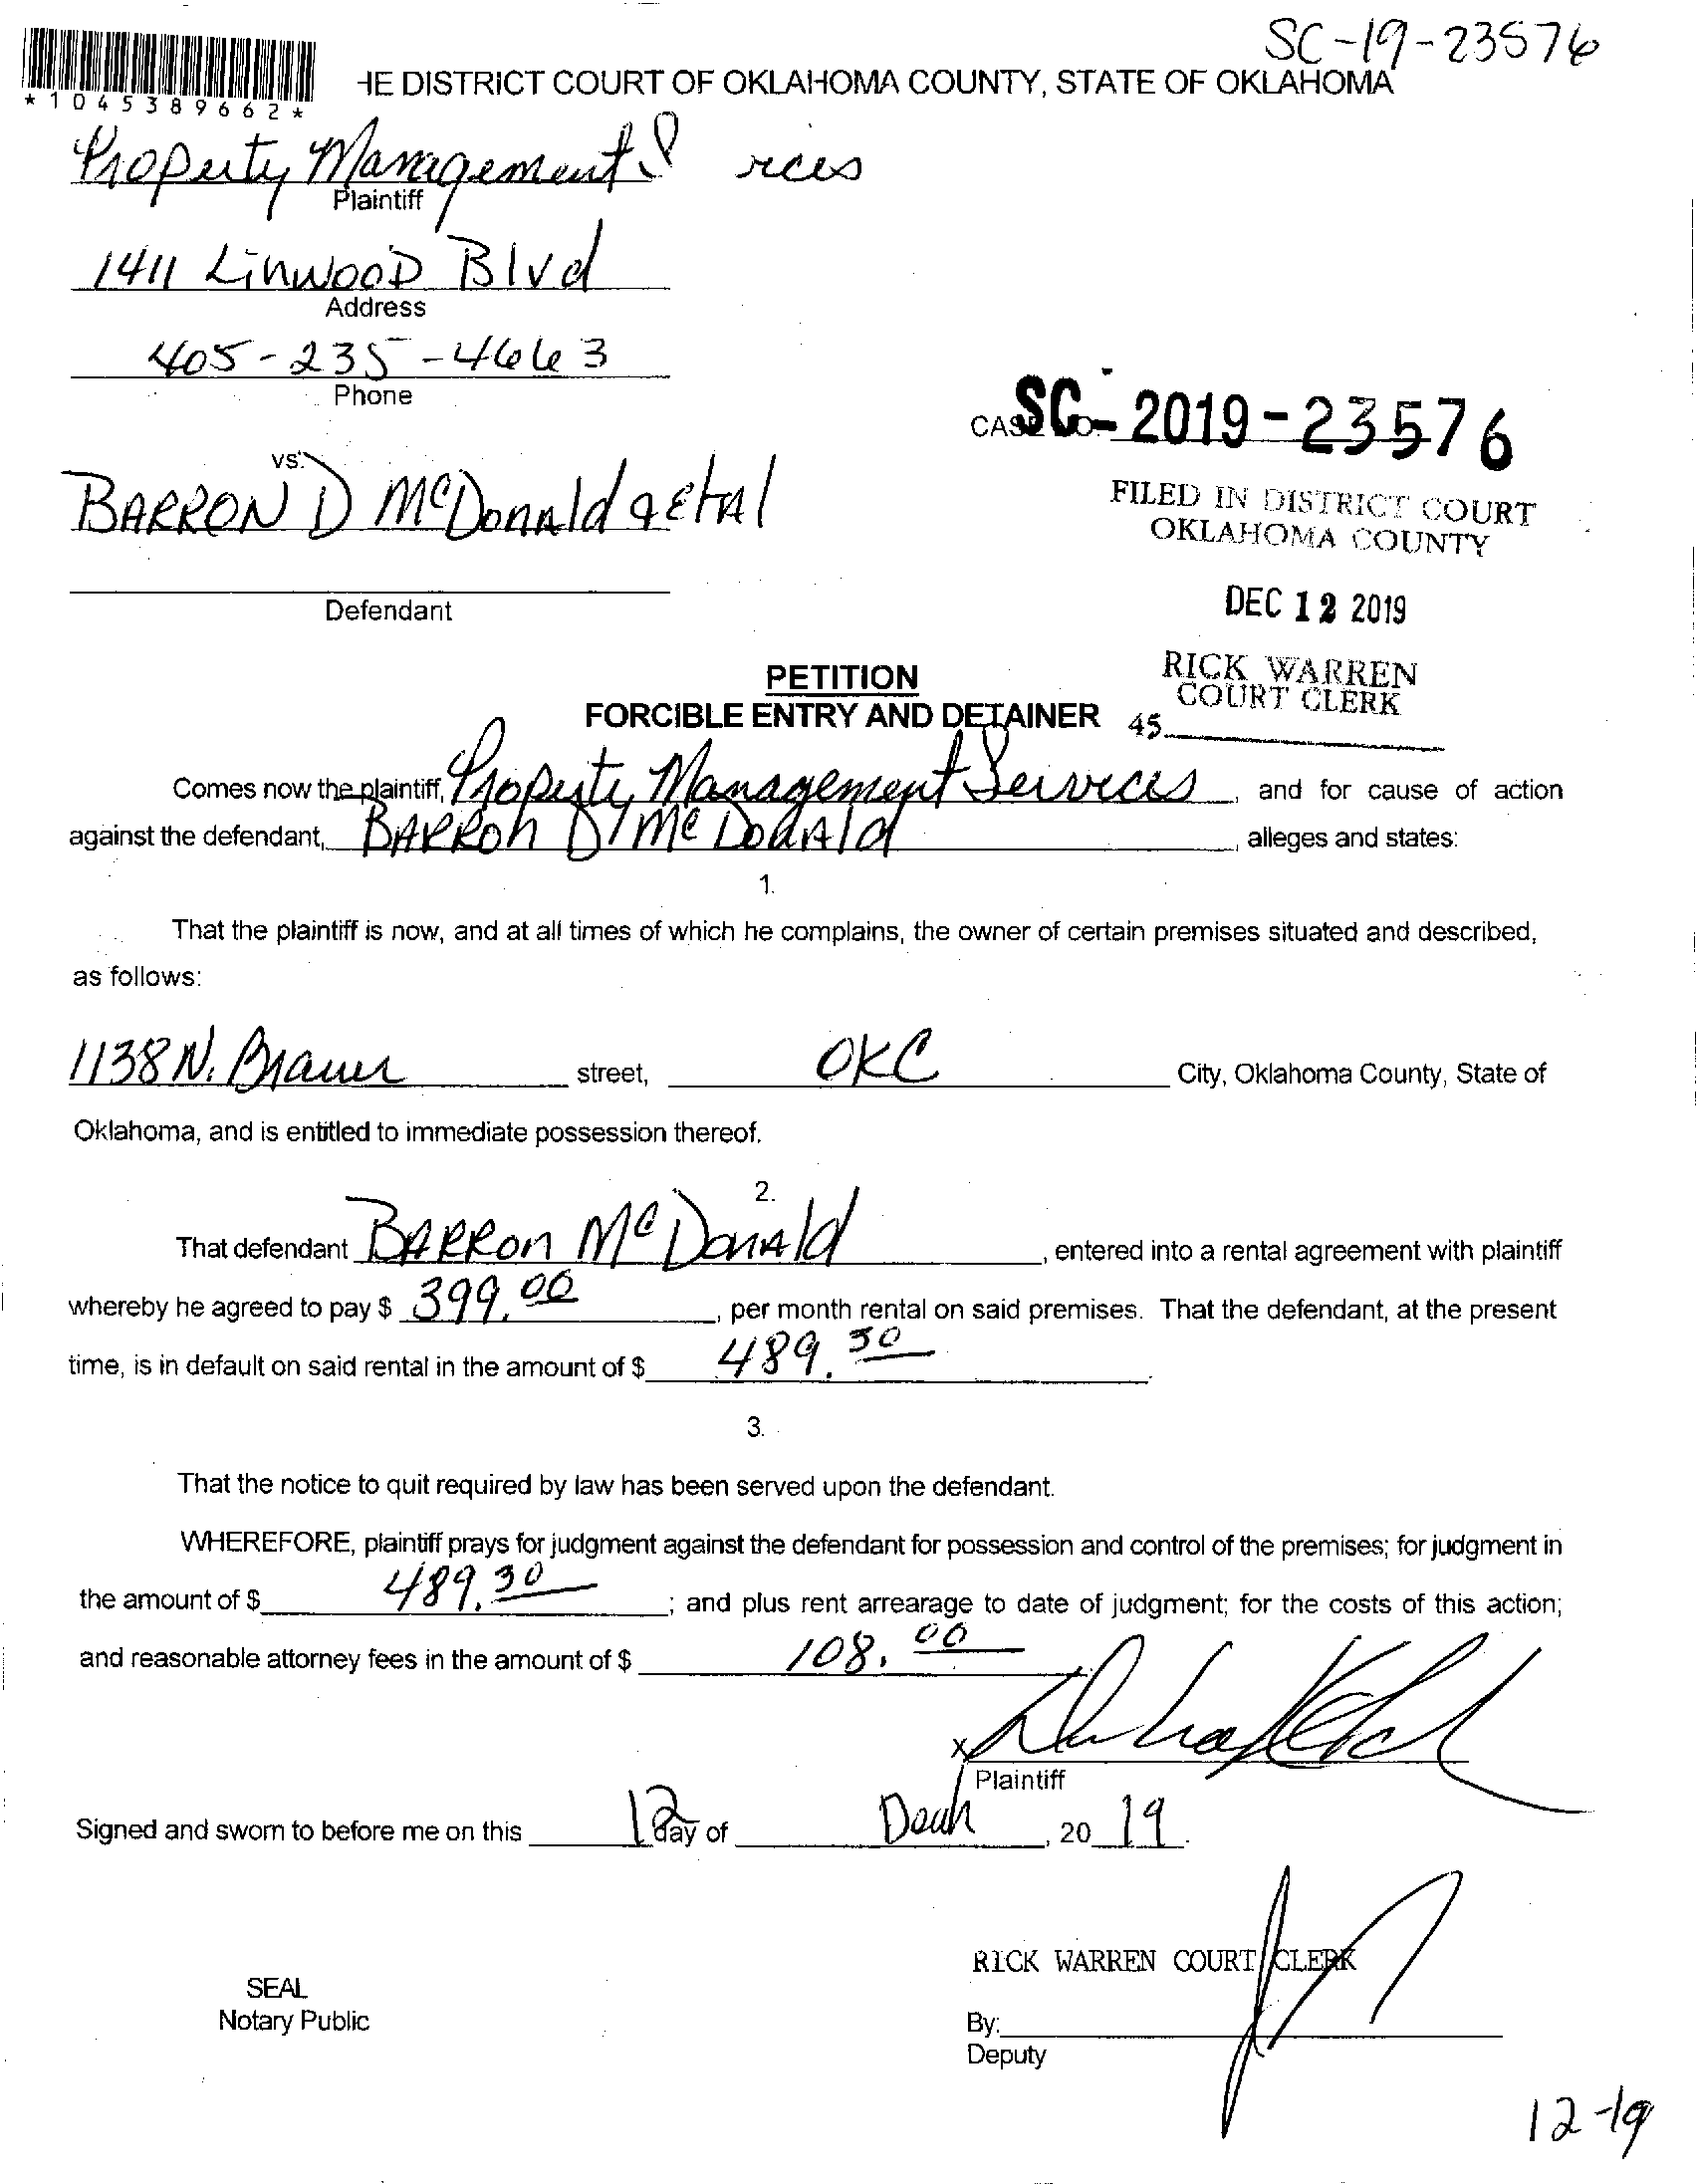 SC-19-23576
*1045389662*
HE DISTRICT COURT OF OKLAHOMA COUNTY, STATE OF OKLAHOMA
Property Management S rces
Plaintiff
1411 LinwooD Blvd
Address
405-235-4663
Phone
CASE NO. SC-2019-23576
vs.
BARRON D McDonald etal
FILED IN DISTRICT COURT
OKLAHOMA COUNTY
Defendant
DEC 12 2019
PETITION
RICK WARREN
COURT CLERK
FORCIBLE ENTRY AND DETAINER
45
Comes now the plaintiff, Property Management Services, and for cause of action
against the defendant, BARRON D McDonald, alleges and states:
1.
That the plaintiff is now, and at all times of which he complains, the owner of certain premises situated and described,
as follows:
1138 N. Brauer street, OKC City, Oklahoma County, State of
Oklahoma, and is entitled to immediate possession thereof.
2.
That defendant BARRon McDonald, entered into a rental agreement with plaintiff
whereby he agreed to pay $ 399.00, per month rental on said premises. That the defendant, at the present
time, is in default on said rental in the amount of $ 489.30.
3.
That the notice to quit required by law has been served upon the defendant.
WHEREFORE, plaintiff prays for judgment against the defendant for possession and control of the premises; for judgment in
the amount of $ 489.30; and plus rent arrearage to date of judgment; for the costs of this action;
and reasonable attorney fees in the amount of $ 108.00
x
Plaintiff
Signed and sworn to before me on this 12 day of , 20 19.
RICK WARREN COURT CLERK
SEAL
Notary Public
By:
Deputy
12-19